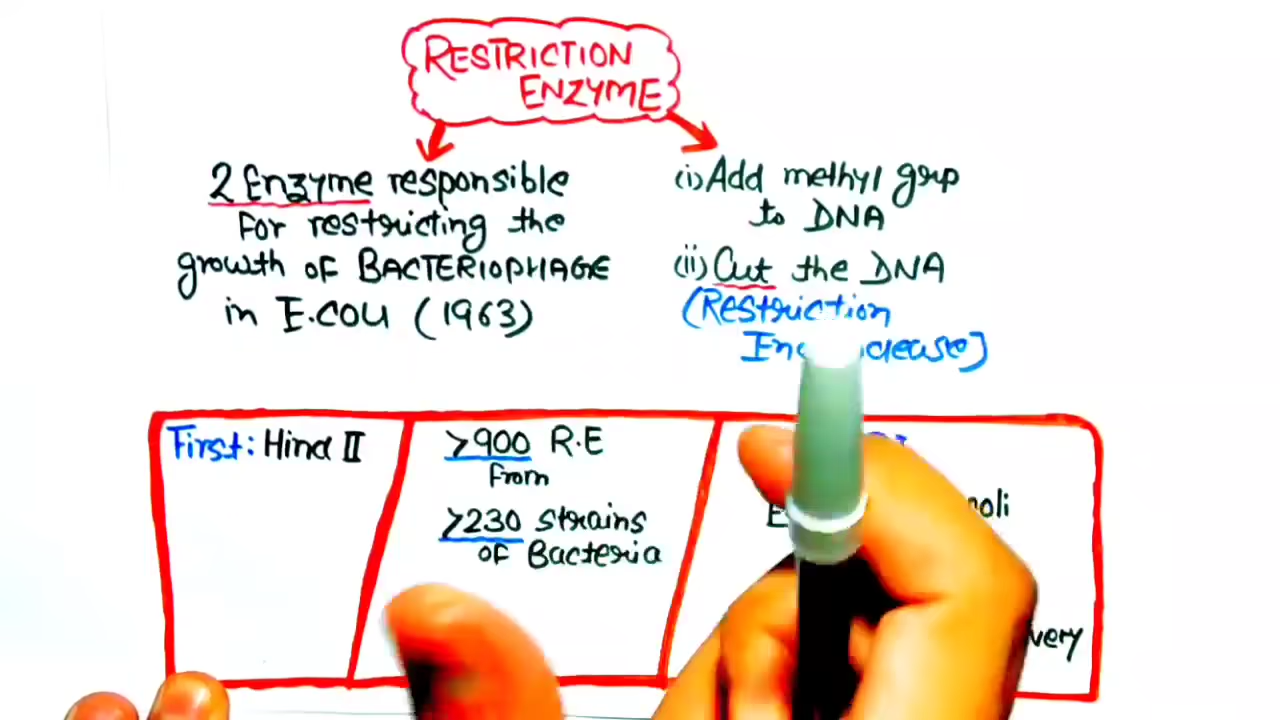 RESTRICTION
ENZYME
2 Enzyme responsible
For restricting the
growth of BACTERIOPHAGE
in E.COLI (1963)
(i) Add methyl grp
to DNA
(ii) Cut the DNA
(Restriction
First: Hind II
>900 R.E
from
>230 strains
of Bacteria